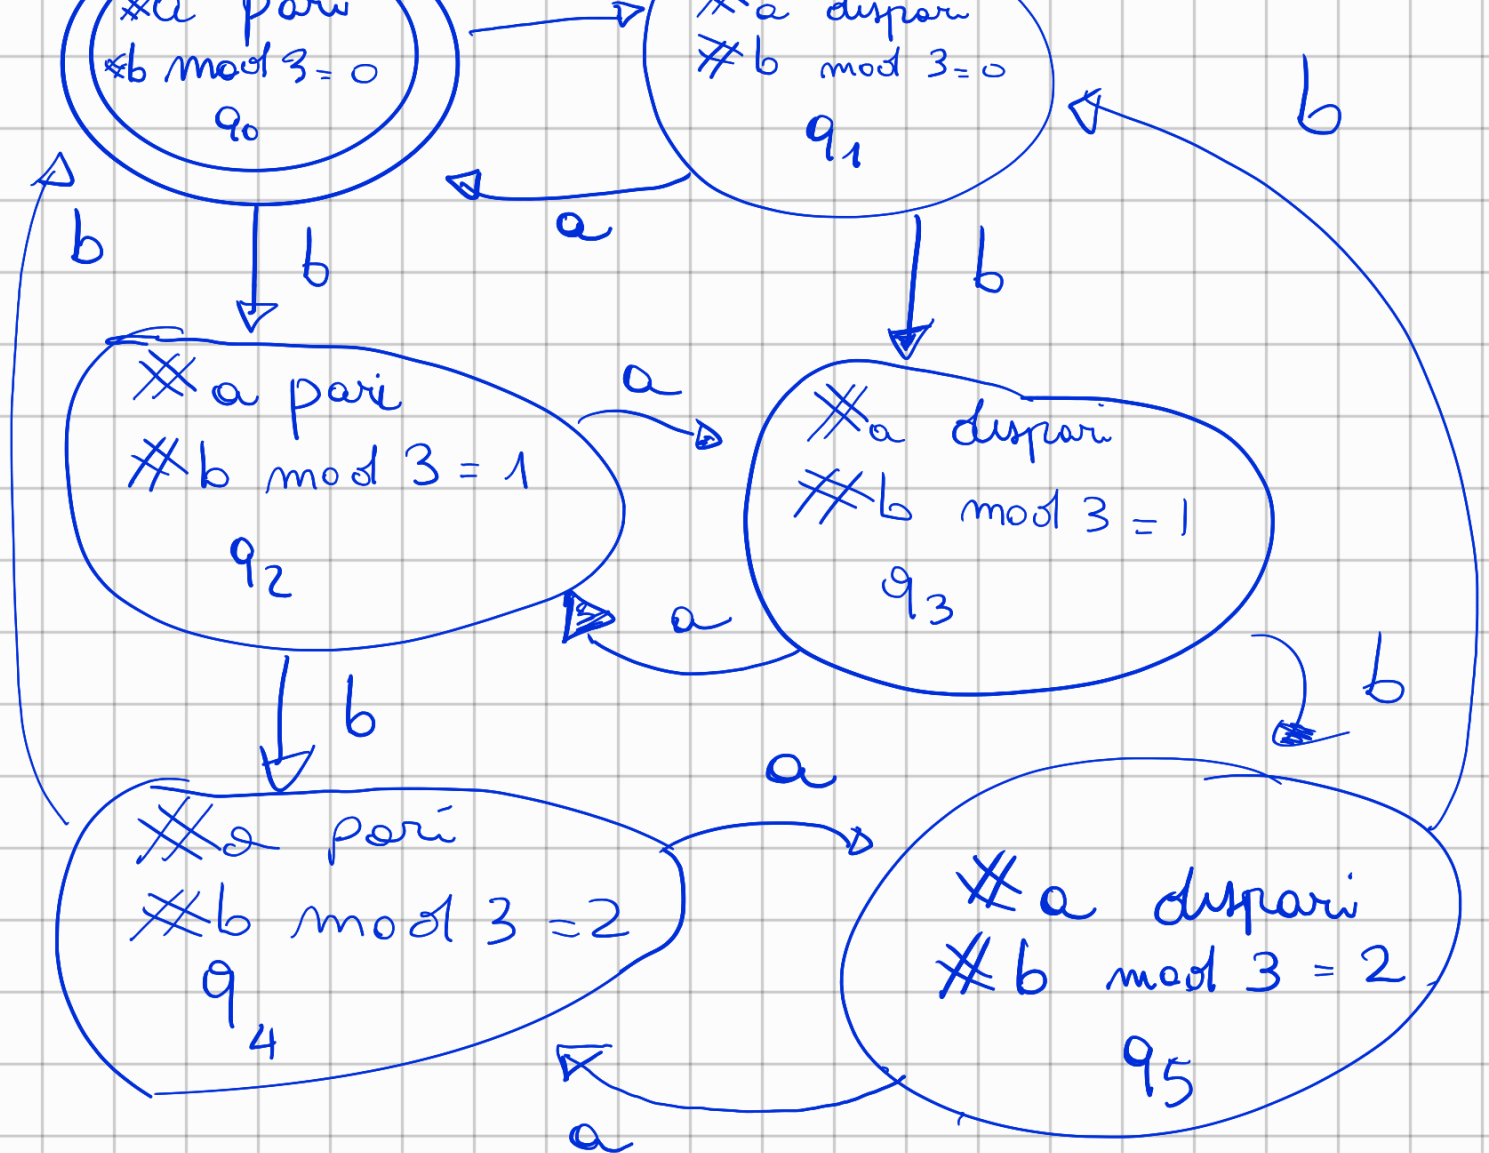 #a pari
#b mod 3 = 0
q0
#a dispari
#b mod 3 = 0
q1
b
a
b
b
b
#a pari
#b mod 3 = 1
q2
a
#a dispari
#b mod 3 = 1
q3
a
b
b
#a pari
#b mod 3 = 2
q4
a
#a dispari
#b mod 3 = 2
q5
a